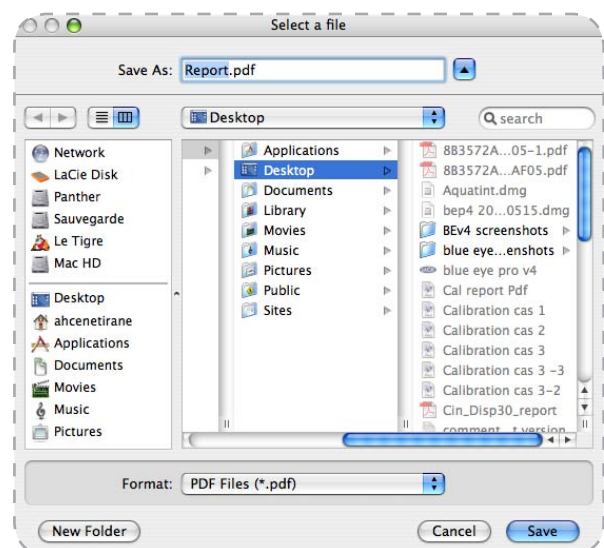 Select a file
Save As: Report.pdf
Desktop
search
Network
LaCie Disk
Panther
Sauvegarde
Le Tigre
Mac HD
Desktop
ahcenetirane
Applications
Documents
Movies
Music
Pictures
Applications
Desktop
Documents
Library
Movies
Music
Pictures
Public
Sites
8B3572A...05-1.pdf
8B3572A...AF05.pdf
Aquatint.dmg
bep4 20...0515.dmg
BEv4 screenshots
blue eye...enshots
blue eye pro v4
Cal report Pdf
Calibration cas 1
Calibration cas 2
Calibration cas 3
Calibration cas 3 -3
Calibration cas 3-2
Cin_Disp30_report
comment...t version
Format: PDF Files (*.pdf)
New Folder
Cancel
Save